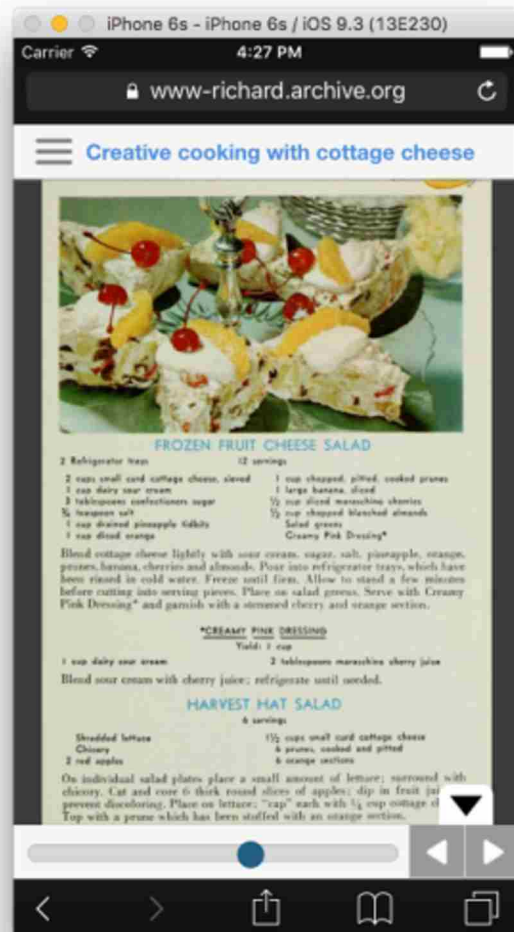 iPhone 6s - iPhone 6s / iOS 9.3 (13E230)
Carrier 4:27 PM
www-richard.archive.org
Creative cooking with cottage cheese
FROZEN FRUIT CHEESE SALAD
2 Refrigerator trays 12 servings
2 cups small curd cottage cheese, sieved
1 cup dairy sour cream
3 tablespoons confectioners sugar
¾ teaspoon salt
1 cup drained pineapple tidbits
1 cup diced orange
1 cup chopped, pitted, cooked prunes
1 large banana, sliced
½ cup sliced maraschino cherries
½ cup chopped blanched almonds
Salad greens
Creamy Pink Dressing*
Blend cottage cheese lightly with sour cream, sugar, salt, pineapple, orange,
prunes, banana, cherries and almonds. Pour into refrigerator trays, which have
been rinsed in cold water. Freeze until firm. Allow to stand a few minutes
before cutting into serving pieces. Place on salad greens. Serve with Creamy
Pink Dressing* and garnish with a stemmed cherry and orange section.
*CREAMY PINK DRESSING
Yield: 1 cup
1 cup dairy sour cream 2 tablespoons maraschino cherry juice
Blend sour cream with cherry juice; refrigerate until needed.
HARVEST HAT SALAD
6 servings
Shredded lettuce
Chicory
2 red apples
1½ cups small curd cottage cheese
6 prunes, cooked and pitted
6 orange sections
On individual salad plates place a small amount of lettuce; surround with
chicory. Cut and core 6 thick round slices of apples; dip in fruit
prevent discoloring. Place on lettuce; "cap" each with ¼ cup cottage
Top with a prune which has been stuffed with an orange section.